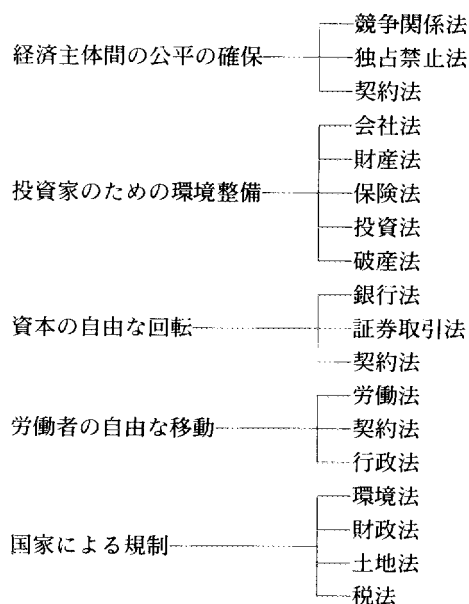 経済主体間の公平の確保
競争関係法
独占禁止法
契約法
投資家のための環境整備
会社法
財産法
保険法
投資法
破産法
資本の自由な回転
銀行法
証券取引法
契約法
労働者の自由な移動
労働法
契約法
行政法
国家による規制
環境法
財政法
土地法
税法